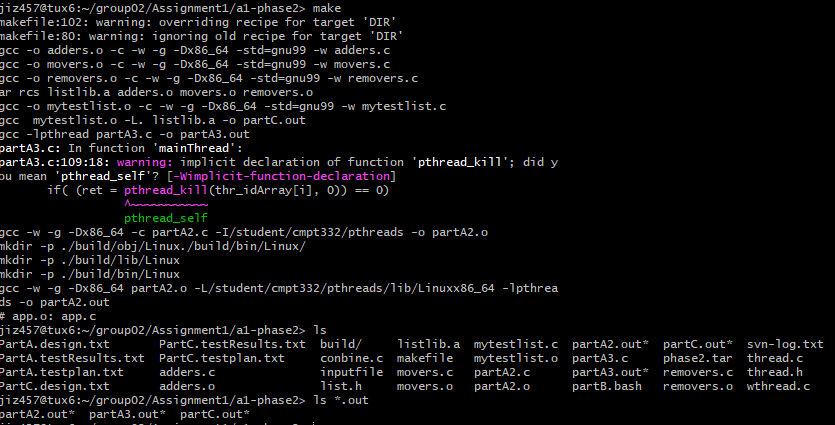 jiz457@tux6:~/group02/Assignment1/a1-phase2> make
makefile:102: warning: overriding recipe for target 'DIR'
makefile:80: warning: ignoring old recipe for target 'DIR'
gcc -o adders.o -c -w -g -Dx86_64 -std=gnu99 -w adders.c
gcc -o movers.o -c -w -g -Dx86_64 -std=gnu99 -w movers.c
gcc -o removers.o -c -w -g -Dx86_64 -std=gnu99 -w removers.c
ar rcs listlib.a adders.o movers.o removers.o
gcc -o mytestlist.o -c -w -g -Dx86_64 -std=gnu99 -w mytestlist.c
gcc  mytestlist.o -L. listlib.a -o partC.out
gcc -lpthread partA3.c -o partA3.out
partA3.c: In function 'mainThread':
partA3.c:109:18: warning: implicit declaration of function 'pthread_kill'; did y
ou mean 'pthread_self'? [-Wimplicit-function-declaration]
if( (ret = pthread_kill(thr_idArray[i], 0)) == 0)
^~~~~~~~~~~~
pthread_self
gcc -w -g -Dx86_64 -c partA2.c -I/student/cmpt332/pthreads -o partA2.o
mkdir -p ./build/obj/Linux./build/bin/Linux/
mkdir -p ./build/lib/Linux
mkdir -p ./build/bin/Linux
gcc -w -g -Dx86_64 partA2.o -L/student/cmpt332/pthreads/lib/Linuxx86_64 -lpthrea
ds -o partA2.out
# app.o: app.c
jiz457@tux6:~/group02/Assignment1/a1-phase2> ls
PartA.design.txt PartC.testResults.txt build/ listlib.a mytestlist.c partA2.out* partC.out* svn-log.txt
PartA.testResults.txt PartC.testplan.txt conbine.c makefile mytestlist.o partA3.c phase2.tar thread.c
PartA.testplan.txt adders.c inputfile movers.c partA2.c partA3.out* removers.c thread.h
PartC.design.txt adders.o list.h movers.o partA2.o partB.bash removers.o wthread.c
jiz457@tux6:~/group02/Assignment1/a1-phase2> ls *.out
partA2.out* partA3.out* partC.out*